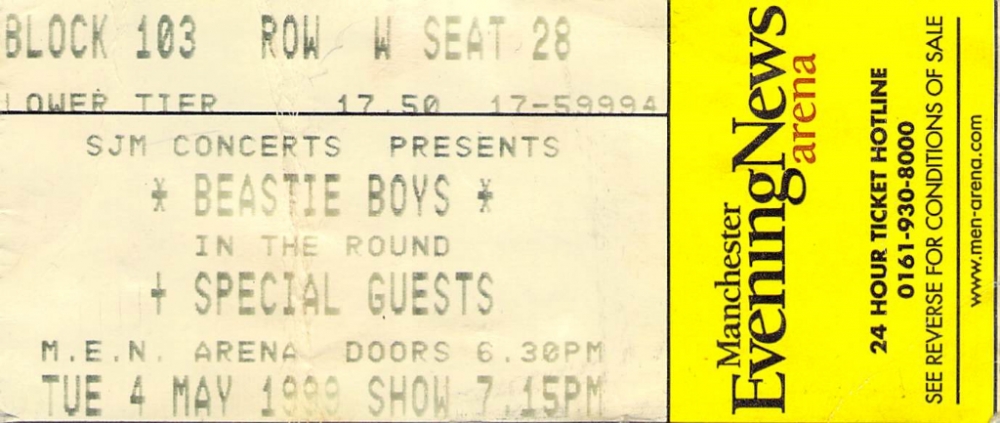 BLOCK 103 ROW W SEAT 28
LOWER TIER 17.50 17-59994
SJM CONCERTS PRESENTS
* BEASTIE BOYS *
IN THE ROUND
+ SPECIAL GUESTS
M.E.N. ARENA DOORS 6.30PM
TUE 4 MAY 1999 SHOW 7.15PM
Manchester
EveningNews
arena
24 HOUR TICKET HOTLINE
0161-930-8000
SEE REVERSE FOR CONDITIONS OF SALE
www.men-arena.com